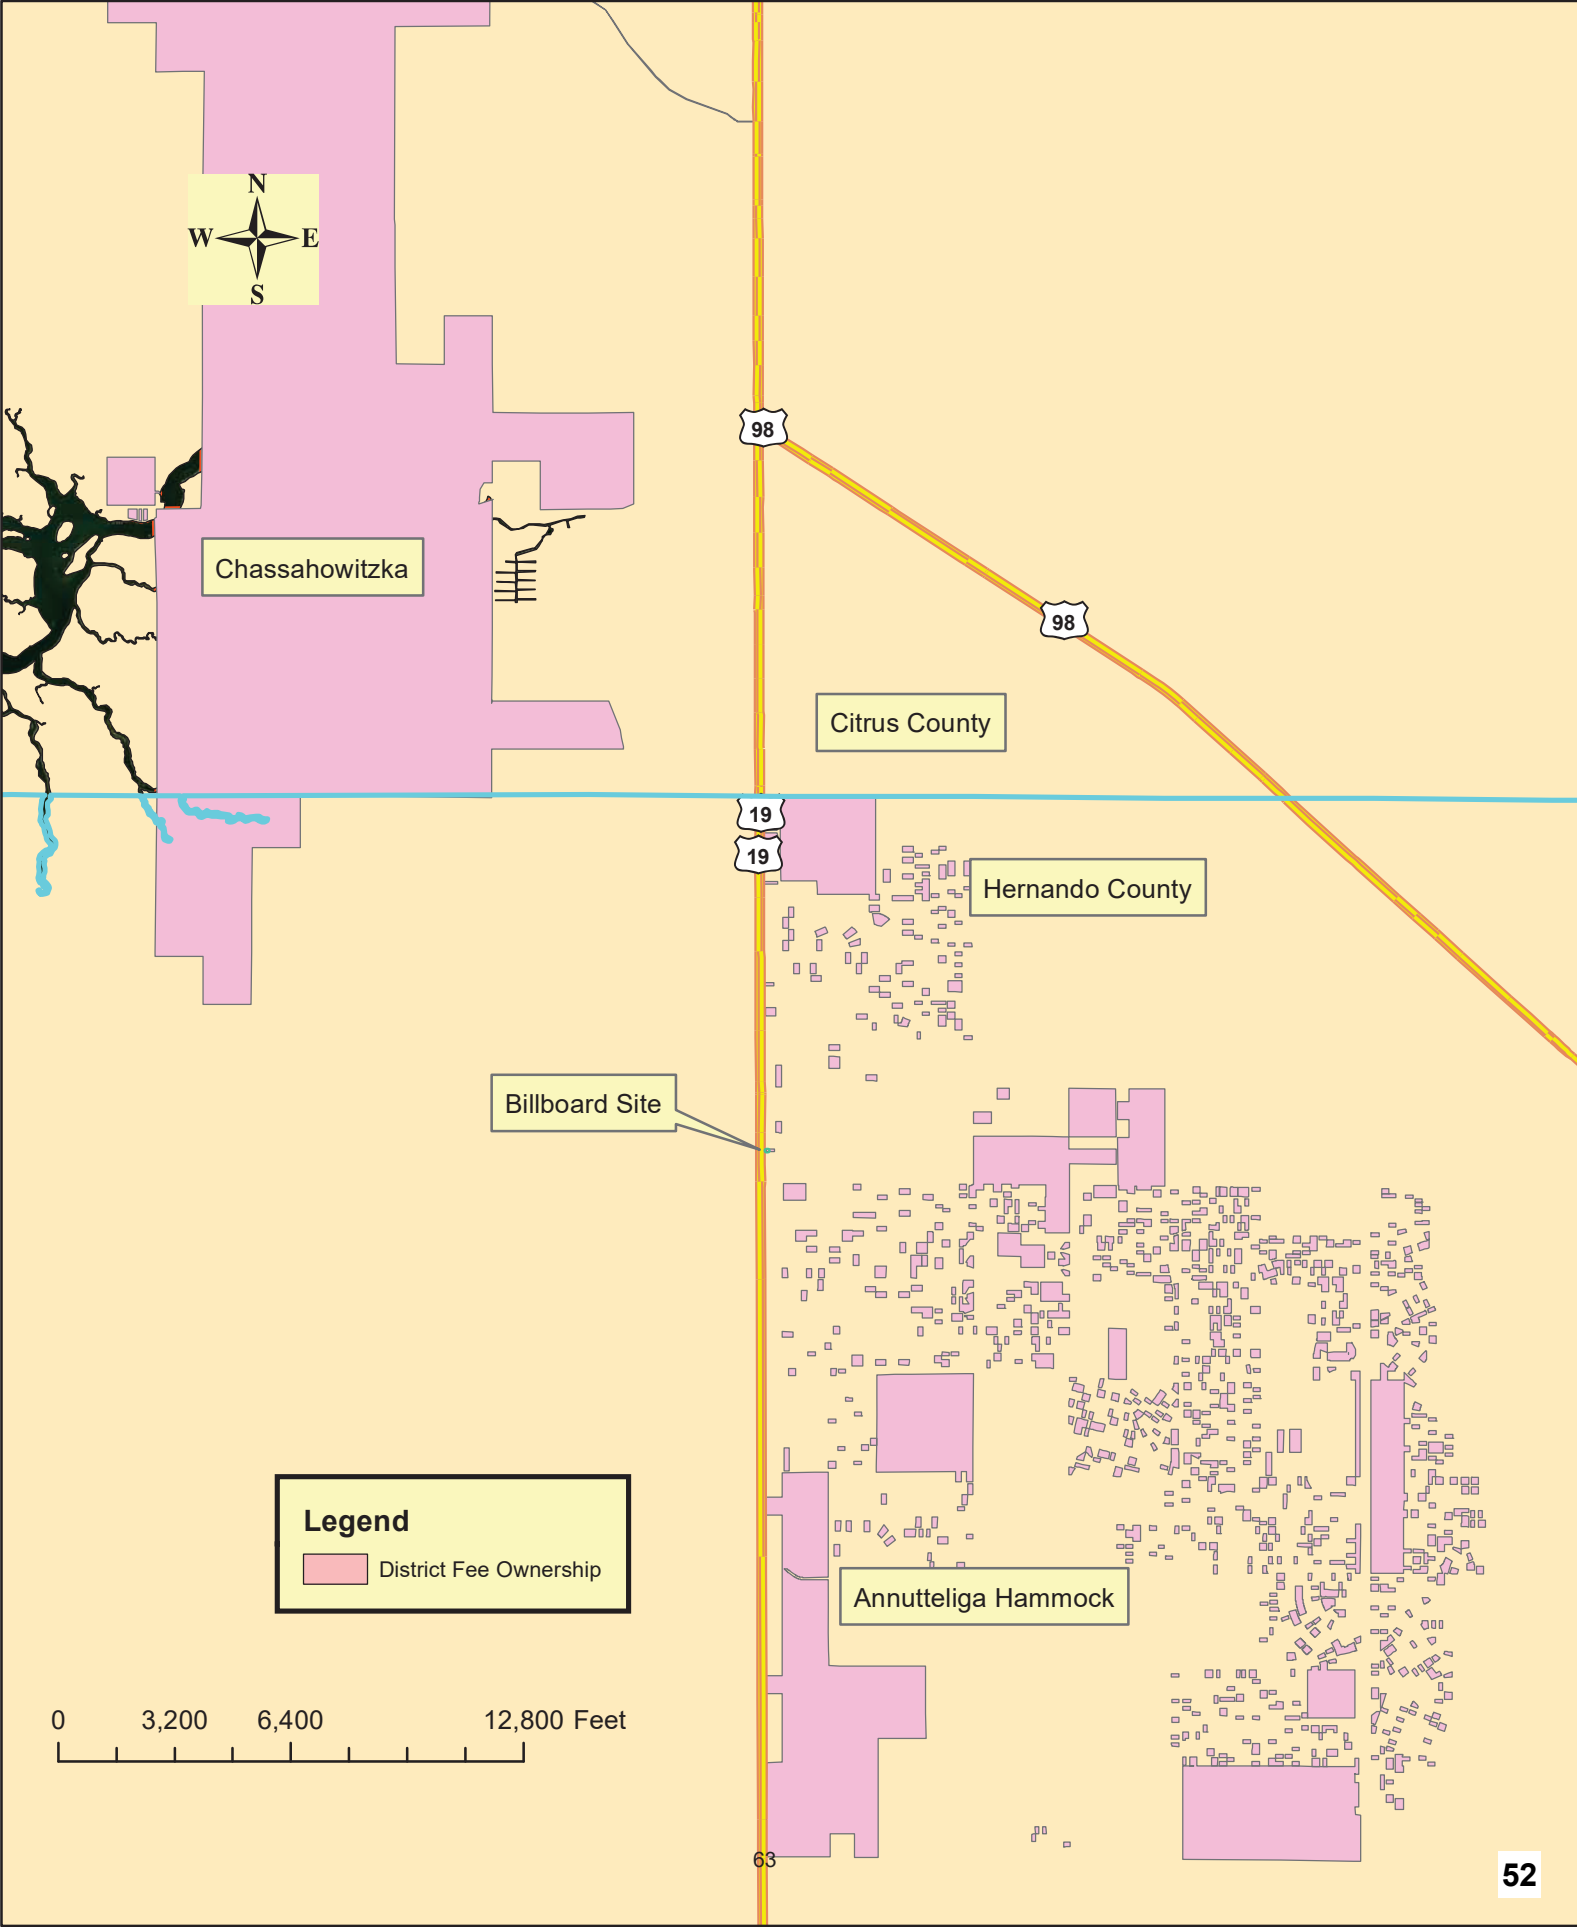 N
W E
S
98
Chassahowitzka
98
Citrus County
19
19
Hernando County
Billboard Site
Legend
District Fee Ownership
Annutteliga Hammock
0 3,200 6,400 12,800 Feet
63
52